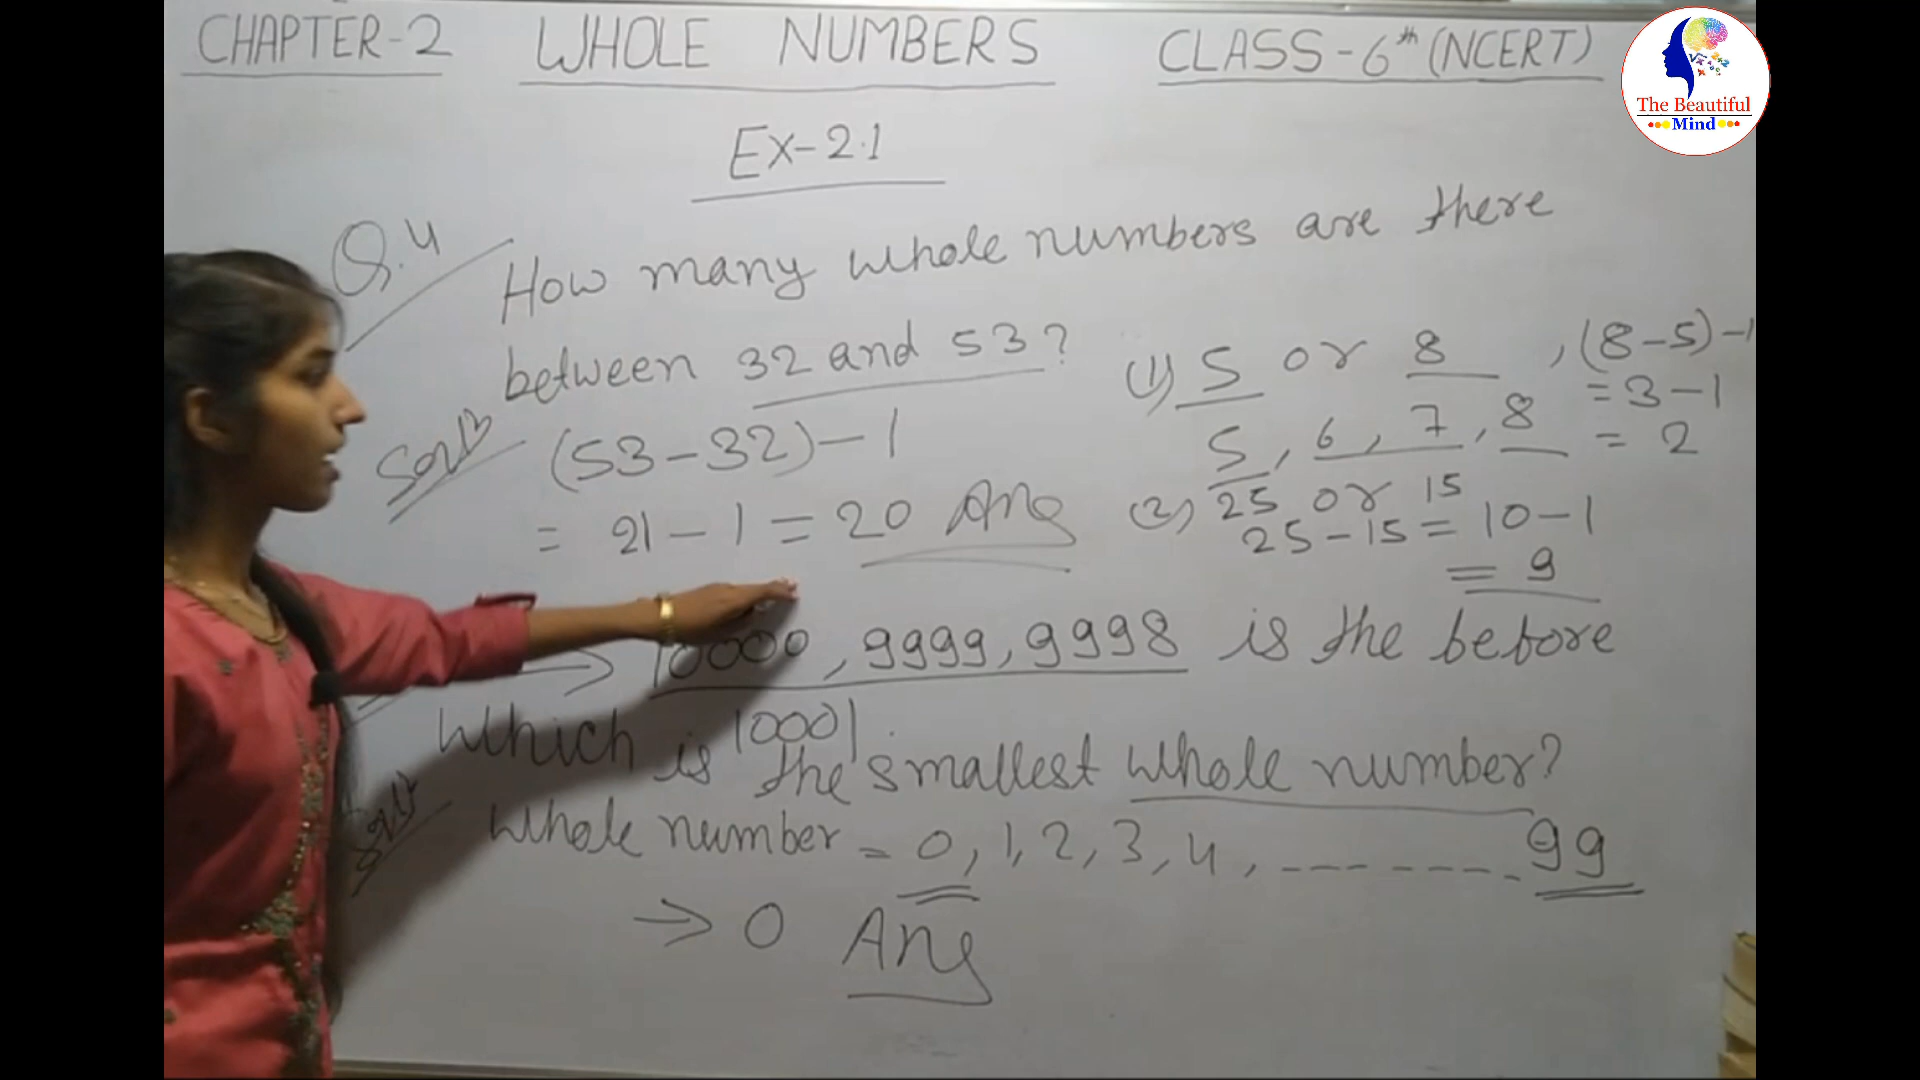 CHAPTER-2 WHOLE NUMBERS CLASS-6th (NCERT)
The Beautiful
Mind
Ex-2.1
Q.4 How many whole numbers are there
between 32 and 53?
Soln (53-32)-1
= 21-1 = 20 Ans
(1) 5 or 8, (8-5)-1
= 3-1
5, 6, 7, 8 = 2
(2) 25 or 15
25-15 = 10-1
= 9
→ 10000, 9999, 9998 is the before
10001.
Which is the smallest whole number?
Soln Whole number = 0, 1, 2, 3, 4, ------- 99
→ 0 Ans